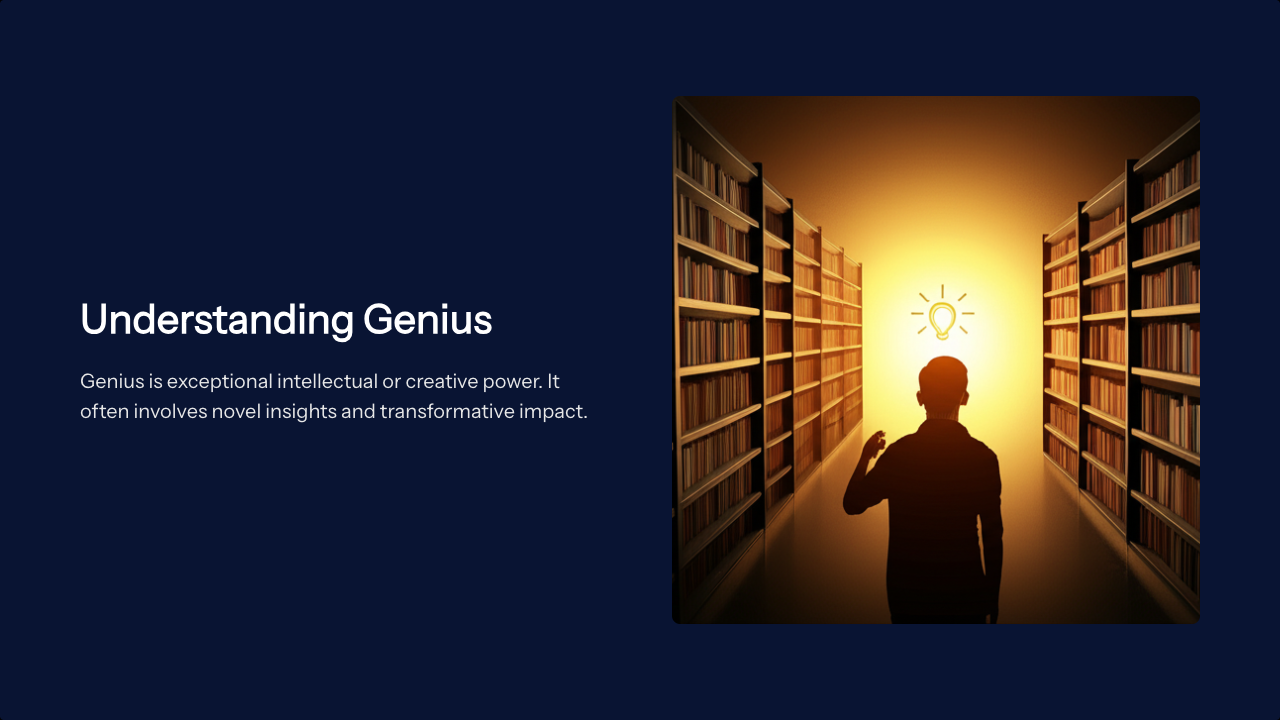 Understanding Genius
Genius is exceptional intellectual or creative power. It
often involves novel insights and transformative impact.